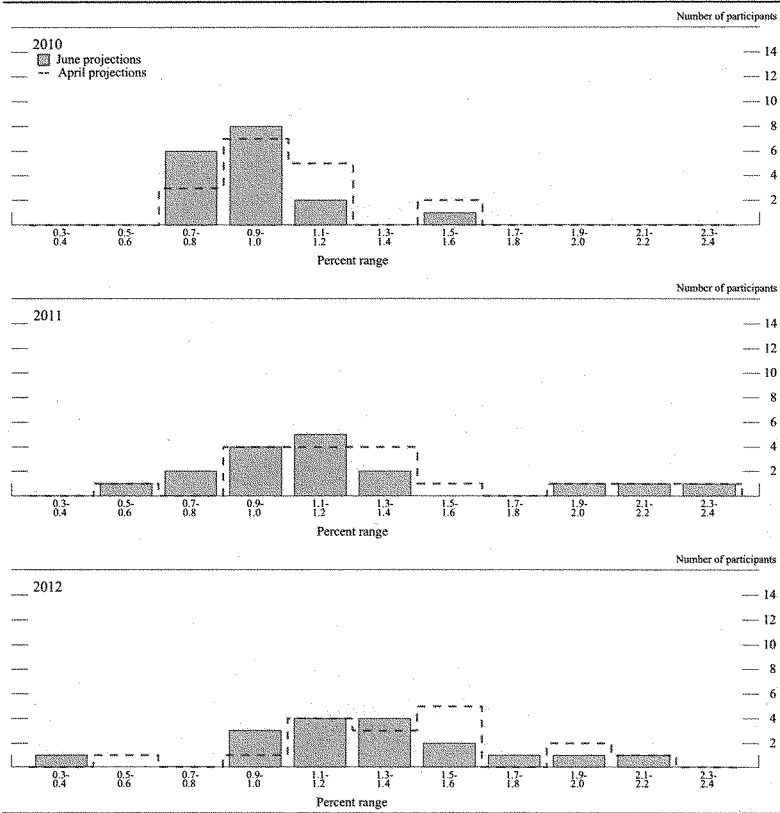 Number of participants
2010
June projections
April projections
14
12
10
8
6
4
2
0.3- 0.5- 0.7- 0.9- 1.1- 1.3- 1.5- 1.7- 1.9- 2.1- 2.3-
0.4 0.6 0.8 1.0 1.2 1.4 1.6 1.8 2.0 2.2 2.4
Percent range
Number of participants
2011
14
12
10
8
6
4
2
0.3- 0.5- 0.7- 0.9- 1.1- 1.3- 1.5- 1.7- 1.9- 2.1- 2.3-
0.4 0.6 0.8 1.0 1.2 1.4 1.6 1.8 2.0 2.2 2.4
Percent range
Number of participants
2012
14
12
10
8
6
4
2
0.3- 0.5- 0.7- 0.9- 1.1- 1.3- 1.5- 1.7- 1.9- 2.1- 2.3-
0.4 0.6 0.8 1.0 1.2 1.4 1.6 1.8 2.0 2.2 2.4
Percent range